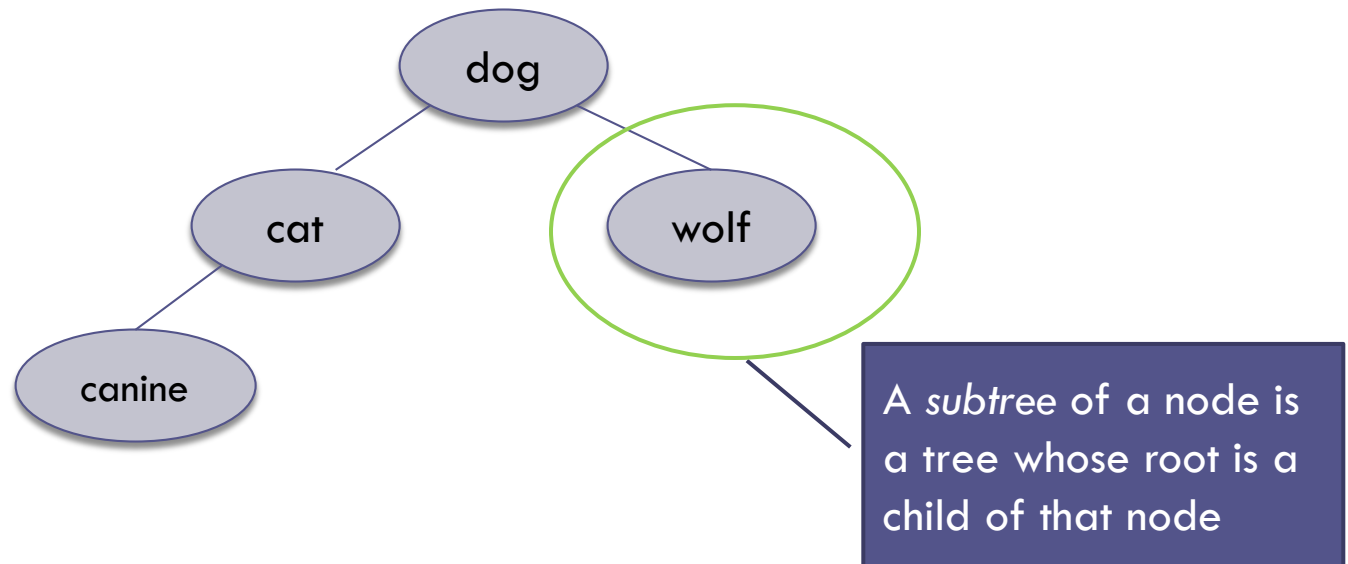 dog
cat
wolf
canine
A subtree of a node is
a tree whose root is a
child of that node